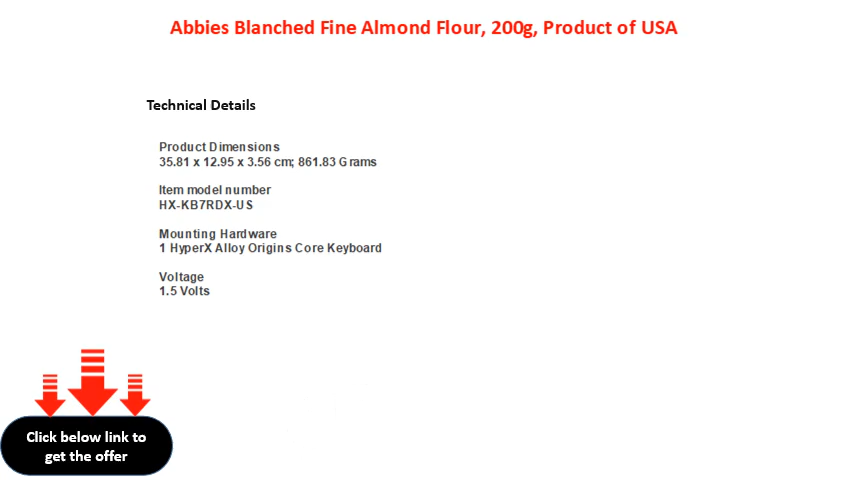 Abbies Blanched Fine Almond Flour, 200g, Product of USA
Technical Details
Product Dimensions
35.81 x 12.95 x 3.56 cm; 861.83 Grams
Item model number
HX-KB7RDX-US
Mounting Hardware
1 HyperX Alloy Origins Core Keyboard
Voltage
1.5 Volts
Click below link to
get the offer